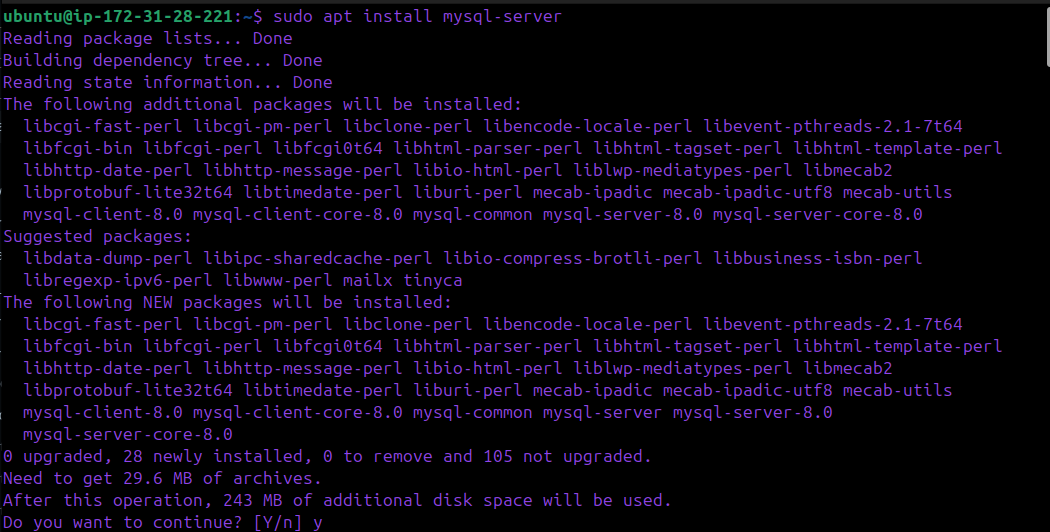 ubuntu@ip-172-31-28-221:~$ sudo apt install mysql-server
Reading package lists... Done
Building dependency tree... Done
Reading state information... Done
The following additional packages will be installed:
  libcgi-fast-perl libcgi-pm-perl libclone-perl libencode-locale-perl libevent-pthreads-2.1-7t64
  libfcgi-bin libfcgi-perl libfcgi0t64 libhtml-parser-perl libhtml-tagset-perl libhtml-template-perl
  libhttp-date-perl libhttp-message-perl libio-html-perl liblwp-mediatypes-perl libmecab2
  libprotobuf-lite32t64 libtimedate-perl liburi-perl mecab-ipadic mecab-ipadic-utf8 mecab-utils
  mysql-client-8.0 mysql-client-core-8.0 mysql-common mysql-server-8.0 mysql-server-core-8.0
Suggested packages:
  libdata-dump-perl libipc-sharedcache-perl libio-compress-brotli-perl libbusiness-isbn-perl
  libregexp-ipv6-perl libwww-perl mailx tinyca
The following NEW packages will be installed:
  libcgi-fast-perl libcgi-pm-perl libclone-perl libencode-locale-perl libevent-pthreads-2.1-7t64
  libfcgi-bin libfcgi-perl libfcgi0t64 libhtml-parser-perl libhtml-tagset-perl libhtml-template-perl
  libhttp-date-perl libhttp-message-perl libio-html-perl liblwp-mediatypes-perl libmecab2
  libprotobuf-lite32t64 libtimedate-perl liburi-perl mecab-ipadic mecab-ipadic-utf8 mecab-utils
  mysql-client-8.0 mysql-client-core-8.0 mysql-common mysql-server mysql-server-8.0
  mysql-server-core-8.0
0 upgraded, 28 newly installed, 0 to remove and 105 not upgraded.
Need to get 29.6 MB of archives.
After this operation, 243 MB of additional disk space will be used.
Do you want to continue? [Y/n] y